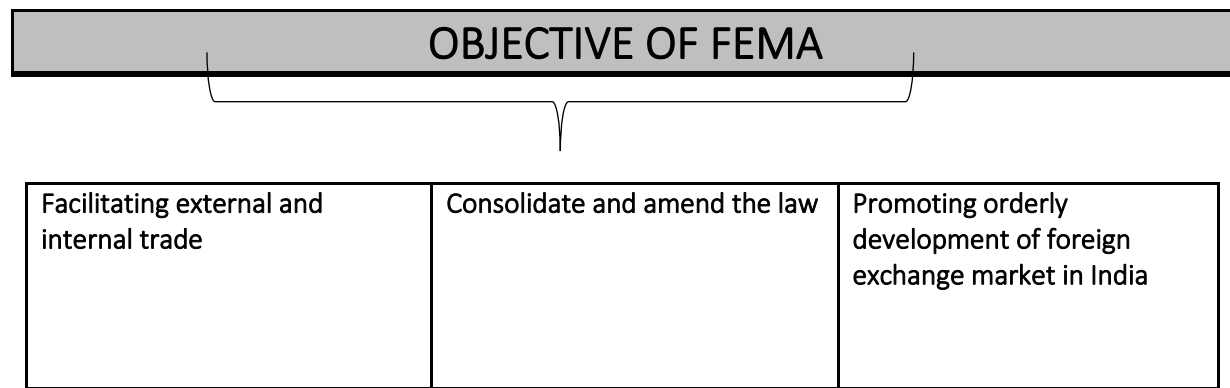 OBJECTIVE OF FEMA
Facilitating external and
internal trade
Consolidate and amend the law
Promoting orderly
development of foreign
exchange market in India